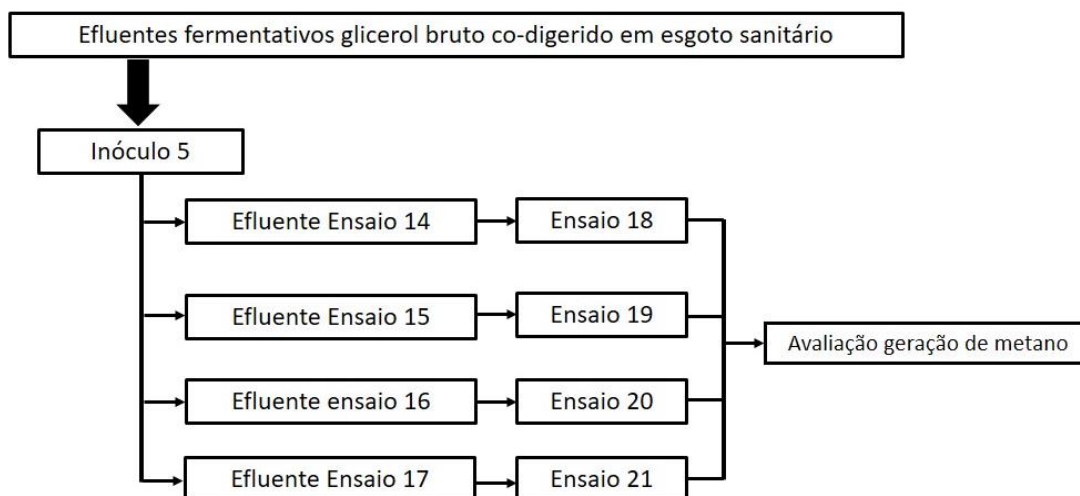 Efluentes fermentativos glicerol bruto co-digerido em esgoto sanitário
Inóculo 5
Efluente Ensaio 14
Ensaio 18
Efluente Ensaio 15
Ensaio 19
Avaliação geração de metano
Efluente ensaio 16
Ensaio 20
Efluente Ensaio 17
Ensaio 21